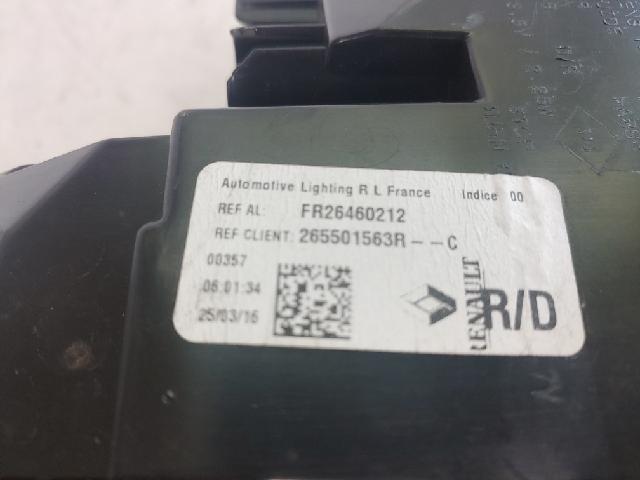 Automotive Lighting R L France Indice 00
REF AL: FR26460212
REF CLIENT: 265501563R--C
00357
06:01:34
25/03/16
RENAULT
R/D